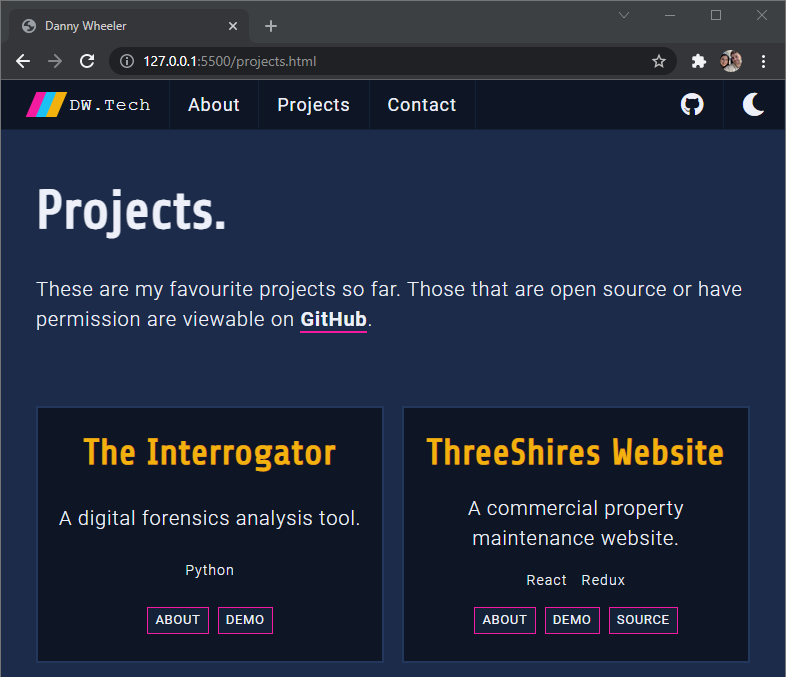 Danny Wheeler
127.0.0.1:5500/projects.html
DW.Tech
About
Projects
Contact
Projects.
These are my favourite projects so far. Those that are open source or have
permission are viewable on GitHub.
The Interrogator
A digital forensics analysis tool.
Python
ABOUT DEMO
ThreeShires Website
A commercial property
maintenance website.
React Redux
ABOUT DEMO SOURCE